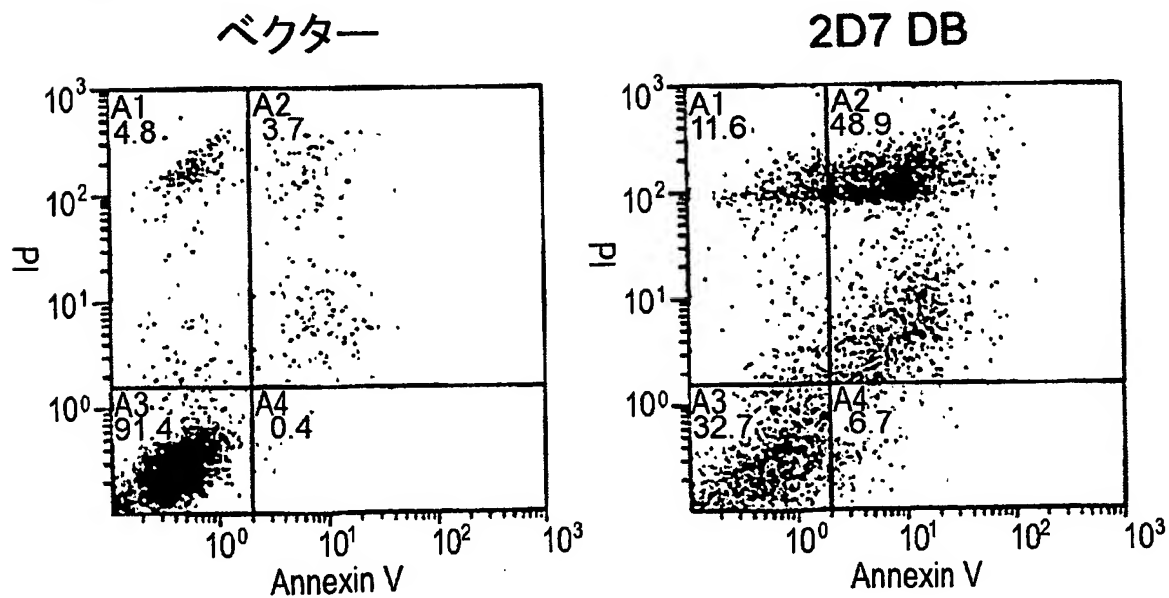 ベクター
2D7 DB
10³
A1
4.8
A2
3.7
10²
PI
10¹
10⁰
A3
91.4
A4
0.4
10⁰
10¹
10²
10³
Annexin V
10³
A1
11.6
A2
48.9
10²
PI
10¹
10⁰
A3
32.7
A4
6.7
10⁰
10¹
10²
10³
Annexin V